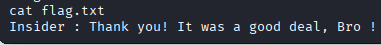 cat flag.txt
Insider : Thank you! It was a good deal, Bro !